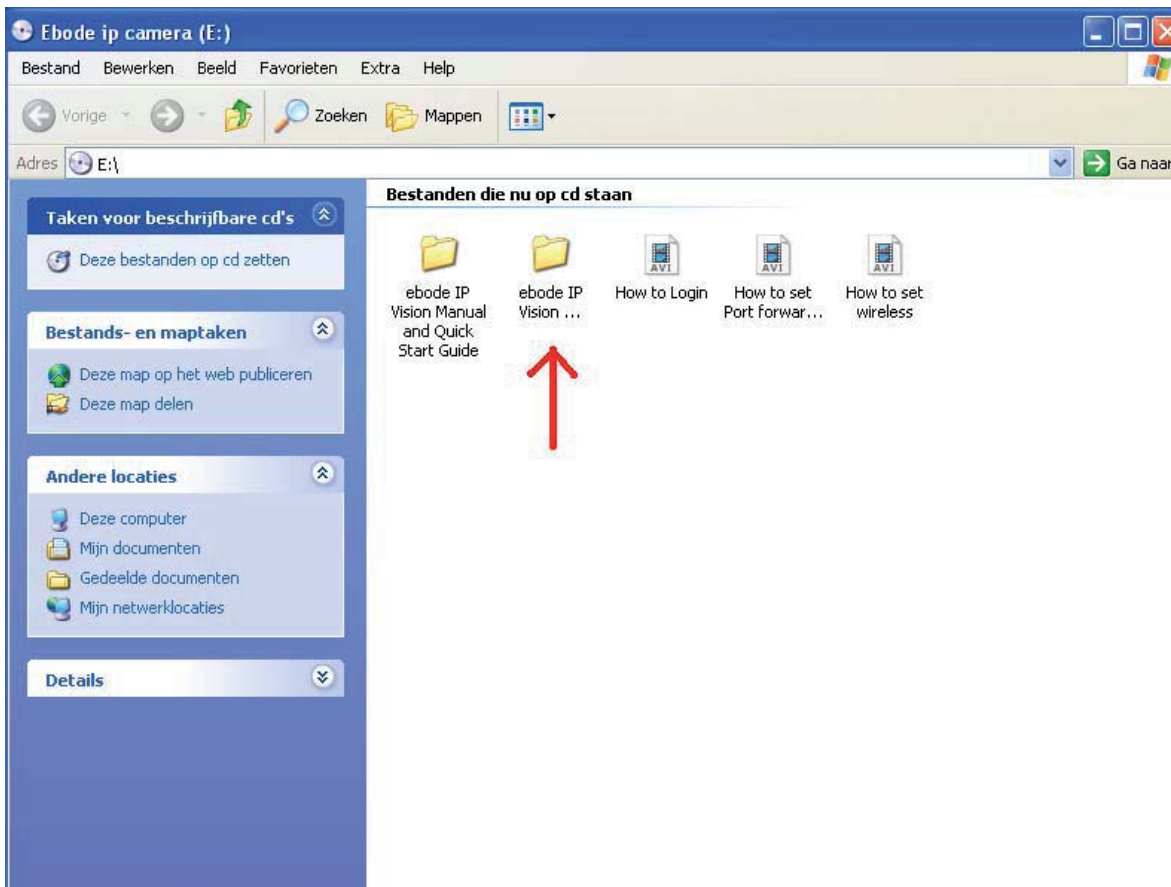 Ebode ip camera (E:)
Bestand Bewerken Beeld Favorieten Extra Help
Vorige Zoeken Mappen
Adres E:\ Ga naar
Taken voor beschrijfbare cd's
Deze bestanden op cd zetten
Bestands- en maptaken
Deze map op het web publiceren
Deze map delen
Andere locaties
Deze computer
Mijn documenten
Gedeelde documenten
Mijn netwerklocaties
Details
Bestanden die nu op cd staan
ebode IP
Vision Manual
and Quick
Start Guide
ebode IP
Vision ...
AVI
How to Login
AVI
How to set
Port forwar...
AVI
How to set
wireless